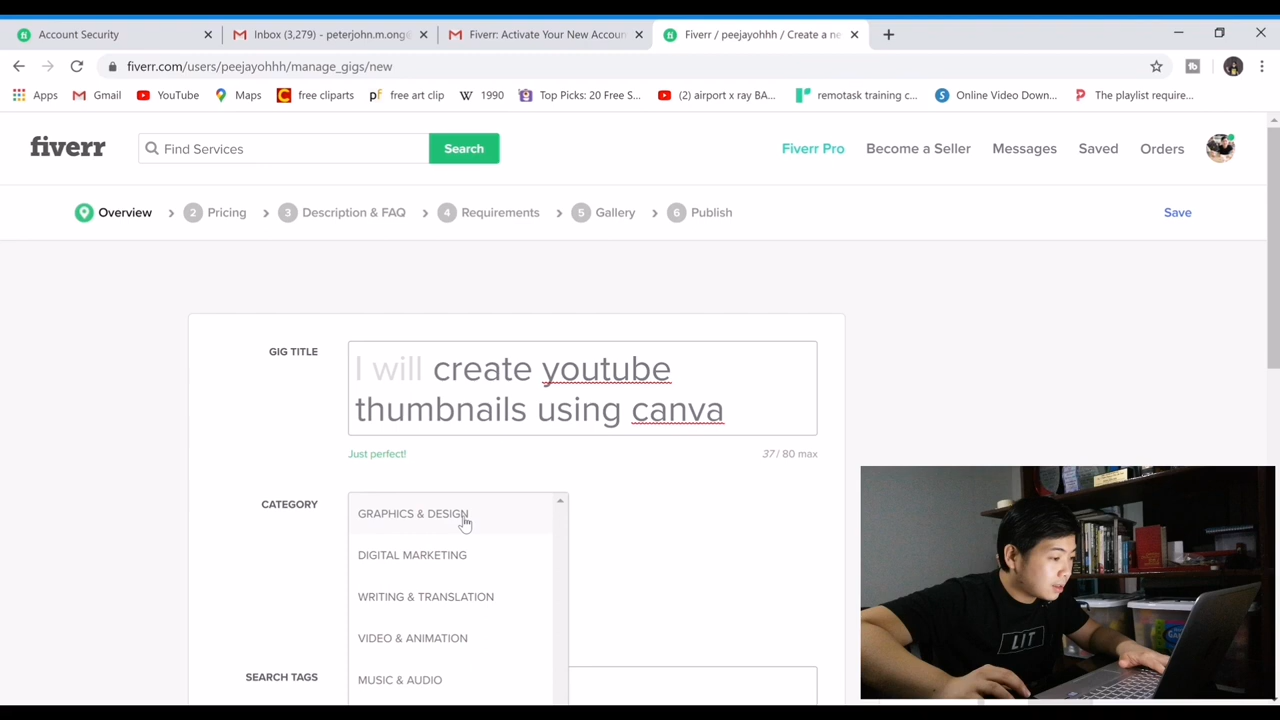 Account Security
Inbox (3,279) - peterjohn.m.ong@
Fiverr: Activate Your New Accoun
Fiverr / peejayohhh / Create a ne
fiverr.com/users/peejayohhh/manage_gigs/new
Apps
Gmail
YouTube
Maps
free cliparts
free art clip
1990
Top Picks: 20 Free S...
(2) airport x ray BA...
remotask training c...
Online Video Down...
The playlist require...
fiverr
Find Services
Search
Fiverr Pro
Become a Seller
Messages
Saved
Orders
Overview
2 Pricing
3 Description & FAQ
4 Requirements
5 Gallery
6 Publish
Save
GIG TITLE
I will create youtube
thumbnails using canva
Just perfect!
37 / 80 max
CATEGORY
GRAPHICS & DESIGN
DIGITAL MARKETING
WRITING & TRANSLATION
VIDEO & ANIMATION
MUSIC & AUDIO
SEARCH TAGS
LIT